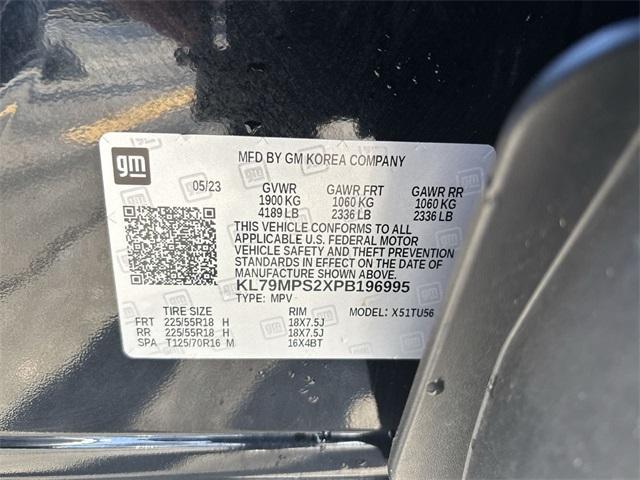 gm
MFD BY GM KOREA COMPANY
05/23 GVWR GAWR FRT GAWR RR
1900 KG 1060 KG 1060 KG
4189 LB 2336 LB 2336 LB
THIS VEHICLE CONFORMS TO ALL
APPLICABLE U.S. FEDERAL MOTOR
VEHICLE SAFETY AND THEFT PREVENTION
STANDARDS IN EFFECT ON THE DATE OF
MANUFACTURE SHOWN ABOVE.
KL79MPS2XPB196995
TYPE: MPV MODEL: X51TU56
TIRE SIZE RIM
FRT 225/55R18 H 18X7.5J
RR 225/55R18 H 18X7.5J
SPA T125/70R16 M 16X4BT